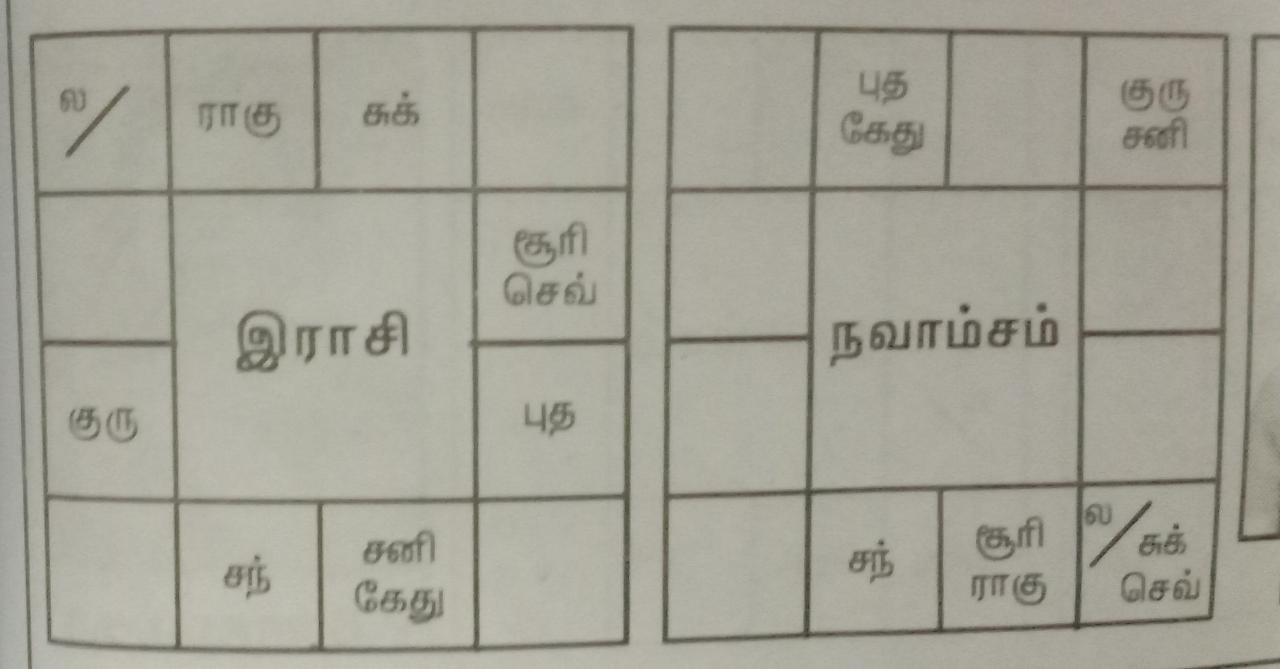 ல/
ராகு
சுக்
சூரி
செவ்
இராசி
குரு
புத
சந்
சனி
கேது
புத
கேது
குரு
சனி
நவாம்சம்
சந்
சூரி
ராகு
ல/ சுக்
செவ்